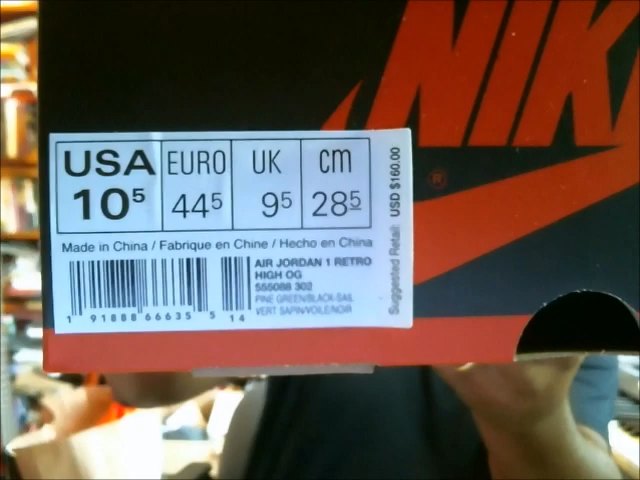 NIKE
®
USA EURO UK cm
10⁵ 44⁵ 9⁵ 28⁵
Made in China / Fabrique en Chine / Hecho en China
AIR JORDAN 1 RETRO
HIGH OG
555088 302
PINE GREEN/BLACK-SAIL
VERT SAPIN/VOILE/NOIR
1 91888 66635 5 14
Suggested Retail: USD $160.00